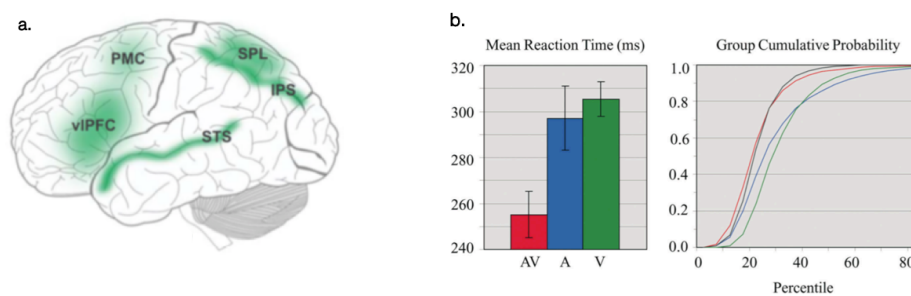 a.
PMC
SPL
IPS
vlPFC
STS
b.
Mean Reaction Time (ms)
320
300
280
260
240
AV A V
Group Cumulative Probability
1.0
0.8
0.6
0.4
0.2
0.0
0 20 40 60 80
Percentile